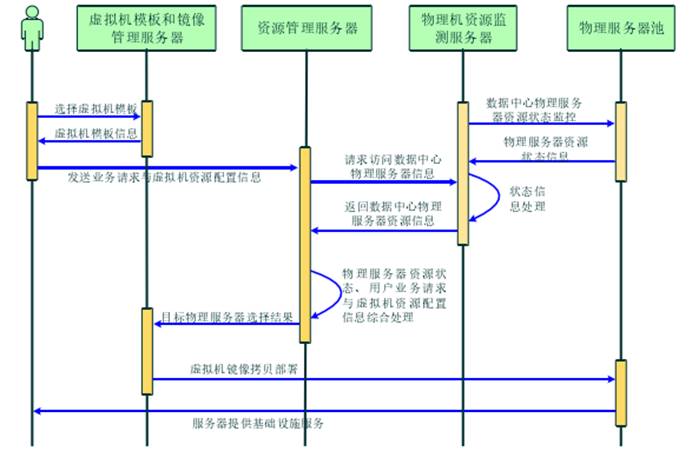 虚拟机模板和镜像
管理服务器
资源管理服务器
物理机资源监
测服务器
物理服务器池
选择虚拟机模板
虚拟机模板信息
发送业务请求与虚拟机资源配置信息
数据中心物理服务
器资源状态监控
物理服务器资源
状态信息
请求访问数据中心
物理服务器信息
状态信
息处理
返回数据中心物理
服务器资源信息
物理服务器资源状
态、用户业务请求
与虚拟机资源配置
信息综合处理
目标物理服务器选择结果
虚拟机镜像拷贝部署
服务器提供基础设施服务